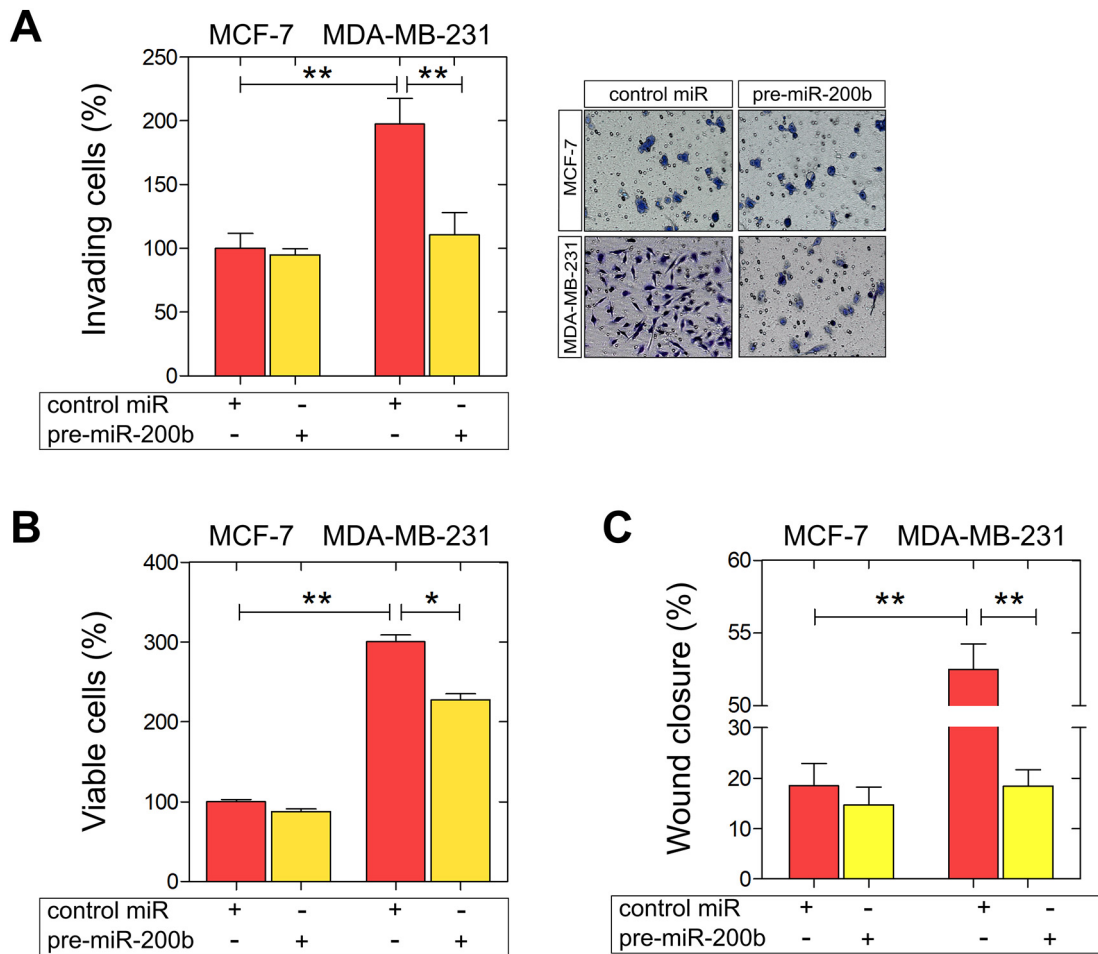 A
MCF-7 MDA-MB-231
Invading cells (%)
250
200
150
100
50
0
** **
control miR + - + -
pre-miR-200b - + - +
control miR pre-miR-200b
MCF-7
MDA-MB-231
B
MCF-7 MDA-MB-231
Viable cells (%)
400
300
200
100
0
** *
control miR + - + -
pre-miR-200b - + - +
C
MCF-7 MDA-MB-231
Wound closure (%)
60
55
50
30
20
10
0
** **
control miR + - + -
pre-miR-200b - + - +